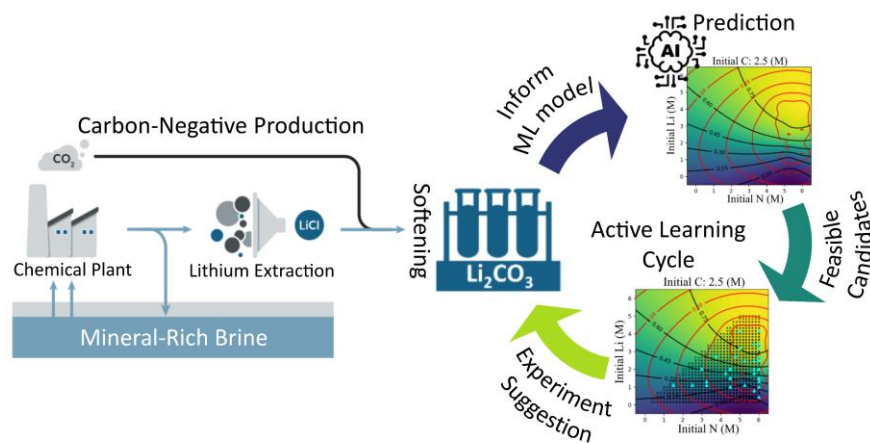 Carbon-Negative Production
CO2
Chemical Plant
Lithium Extraction
LiCl
Mineral-Rich Brine
Softening
Li2CO3
Inform
ML model
AI
Prediction
Initial C: 2.5 (M)
Initial Li (M)
Initial N (M)
Feasible
Candidates
Active Learning
Cycle
Initial C: 2.5 (M)
Initial Li (M)
Initial N (M)
Experiment
Suggestion